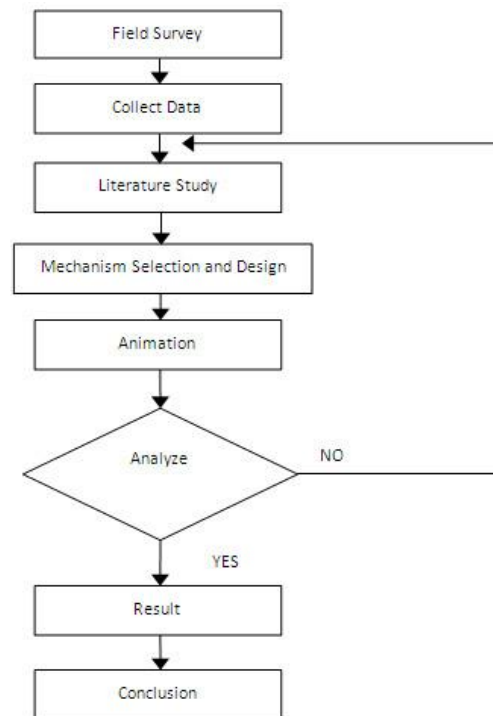 Field Survey
Collect Data
Literature Study
Mechanism Selection and Design
Animation
Analyze
NO
YES
Result
Conclusion